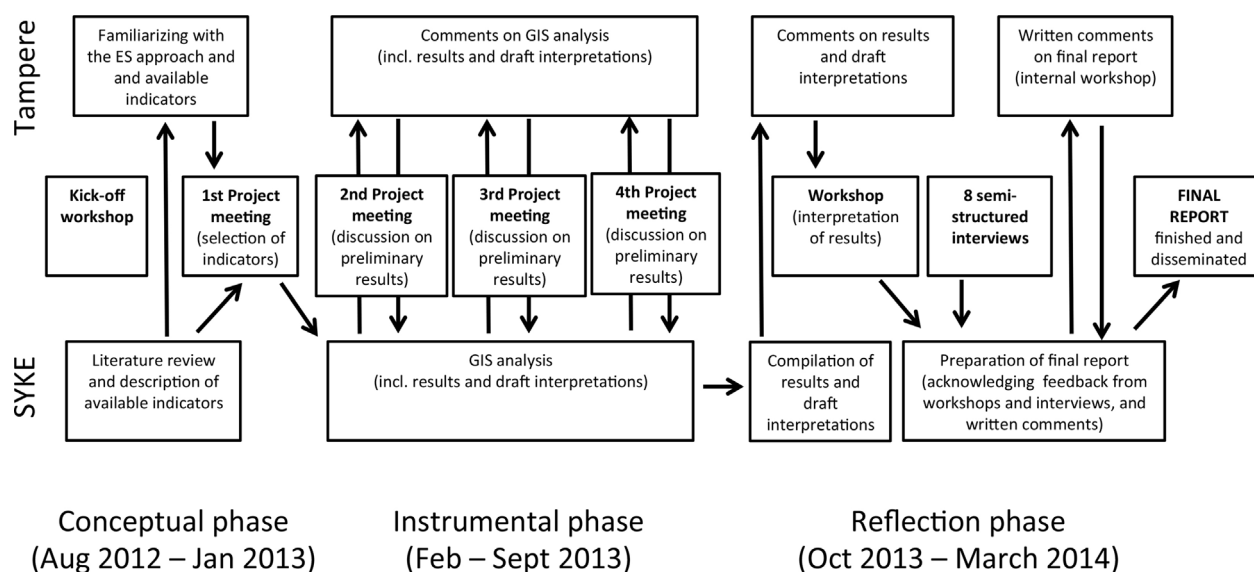 Tampere
Familiarizing with
the ES approach and
and available
indicators
Comments on GIS analysis
(incl. results and draft interpretations)
Comments on results
and draft
interpretations
Written comments
on final report
(internal workshop)
Kick-off
workshop
1st Project
meeting
(selection of
indicators)
2nd Project
meeting
(discussion on
preliminary
results)
3rd Project
meeting
(discussion on
preliminary
results)
4th Project
meeting
(discussion on
preliminary
results)
Workshop
(interpretation
of results)
8 semi-
structured
interviews
FINAL
REPORT
finished and
disseminated
SYKE
Literature review
and description of
available indicators
GIS analysis
(incl. results and draft interpretations)
Compilation of
results and
draft
interpretations
Preparation of final report
(acknowledging feedback from
workshops and interviews, and
written comments)
Conceptual phase
(Aug 2012 – Jan 2013)
Instrumental phase
(Feb – Sept 2013)
Reflection phase
(Oct 2013 – March 2014)